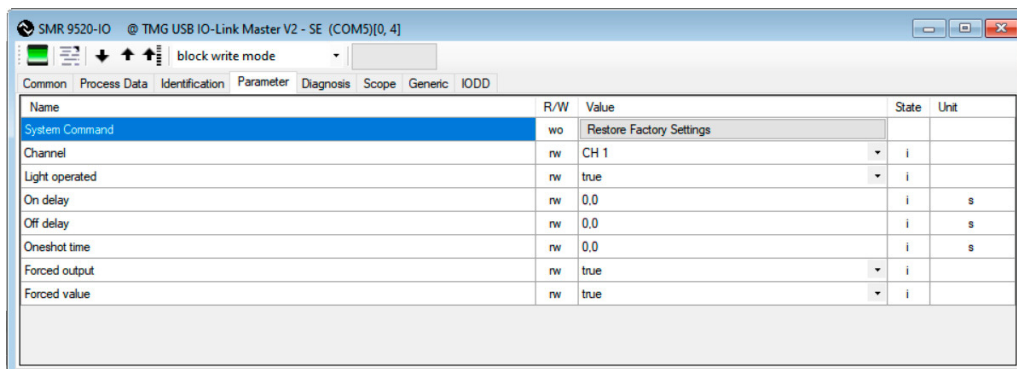 SMR 9520-IO @ TMG USB IO-Link Master V2 - SE (COM5)[0, 4]
block write mode
Common Process Data Identification Parameter Diagnosis Scope Generic IODD
Name R/W Value State Unit
System Command wo Restore Factory Settings
Channel rw CH 1 i
Light operated rw true i
On delay rw 0,0 i s
Off delay rw 0,0 i s
Oneshot time rw 0,0 i s
Forced output rw true i
Forced value rw true i